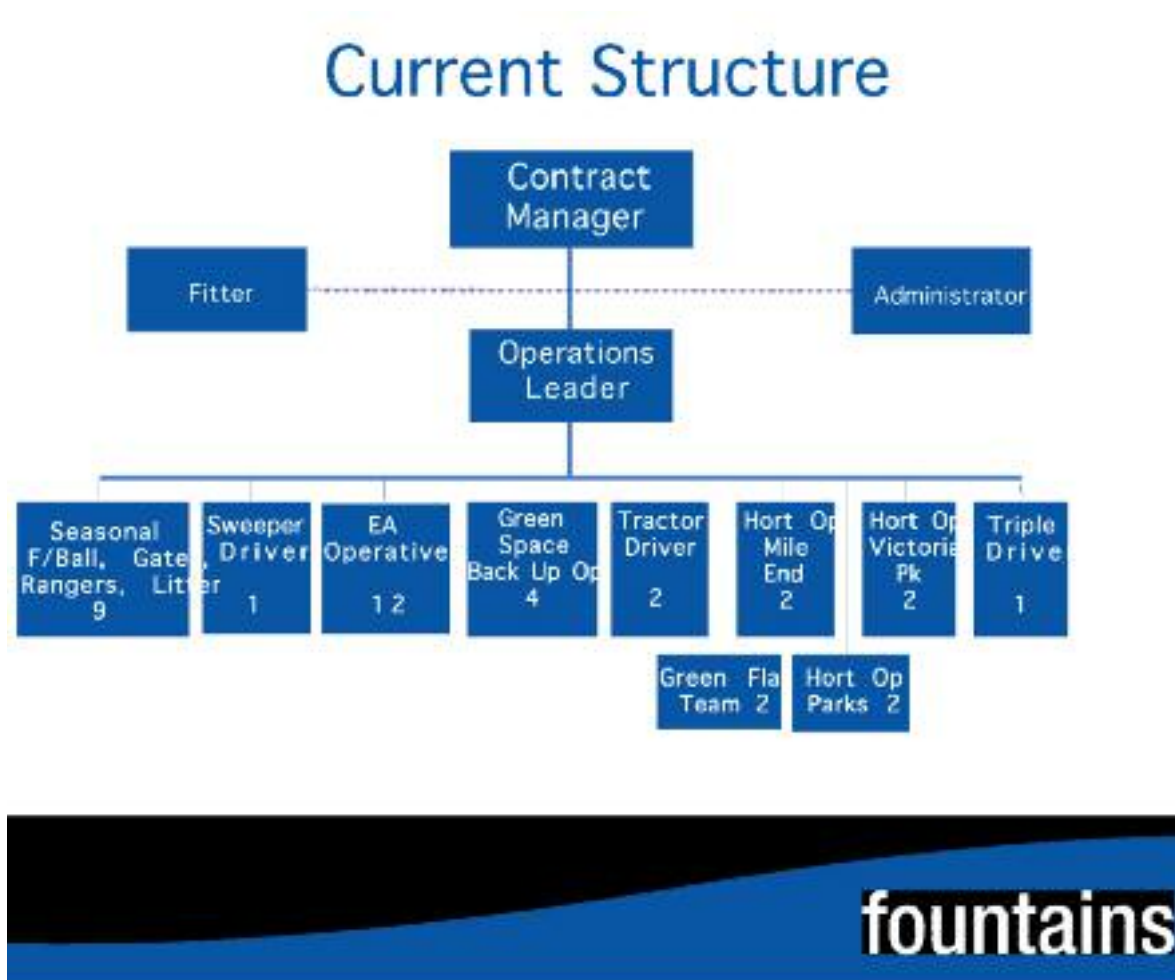 Current Structure
Contract
Manager
Fitter
Administrator
Operations
Leader
Seasonal
F/Ball, Gate,
Rangers, Litter
9
Sweeper
Driver
1
EA
Operative
12
Green
Space
Back Up Op
4
Tractor
Driver
2
Hort Op
Mile
End
2
Hort Op
Victoria
Pk
2
Triple
Drive
1
Green Fla
Team 2
Hort Op
Parks 2
fountains